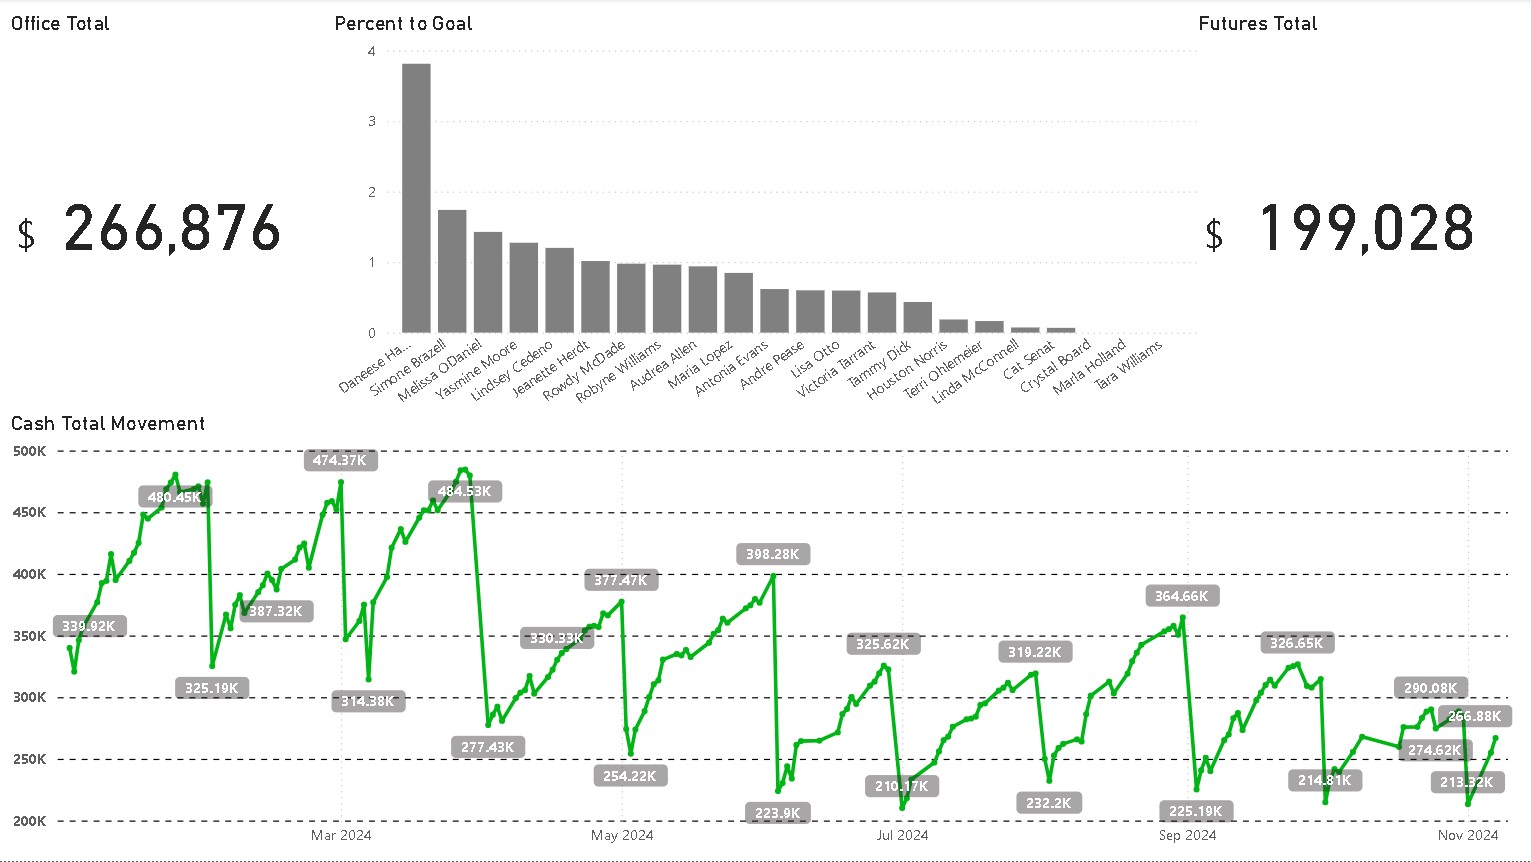 Office Total
Percent to Goal
Futures Total
$ 266,876
4
3
2
1
0
$ 199,028
Daneese Ha...
Simone Brazell
Melissa ODaniel
Yasmine Moore
Lindsey Cedeno
Jeanette Herdt
Rowdy McDade
Robyne Williams
Audrea Allen
Maria Lopez
Antonia Evans
Andre Pease
Lisa Otto
Victoria Tarrant
Tammy Dick
Houston Norris
Terri Ohlemeier
Linda McConnell
Cat Senat
Crystal Board
Marla Holland
Tara Williams
Cash Total Movement
500K
450K
400K
350K
300K
250K
200K
339.92K
480.45K
325.19K
387.32K
474.37K
314.38K
484.53K
277.43K
330.33K
377.47K
254.22K
398.28K
223.9K
325.62K
210.17K
319.22K
232.2K
364.66K
225.19K
326.65K
214.81K
290.08K
274.62K
266.88K
213.32K
Mar 2024
May 2024
Jul 2024
Sep 2024
Nov 2024